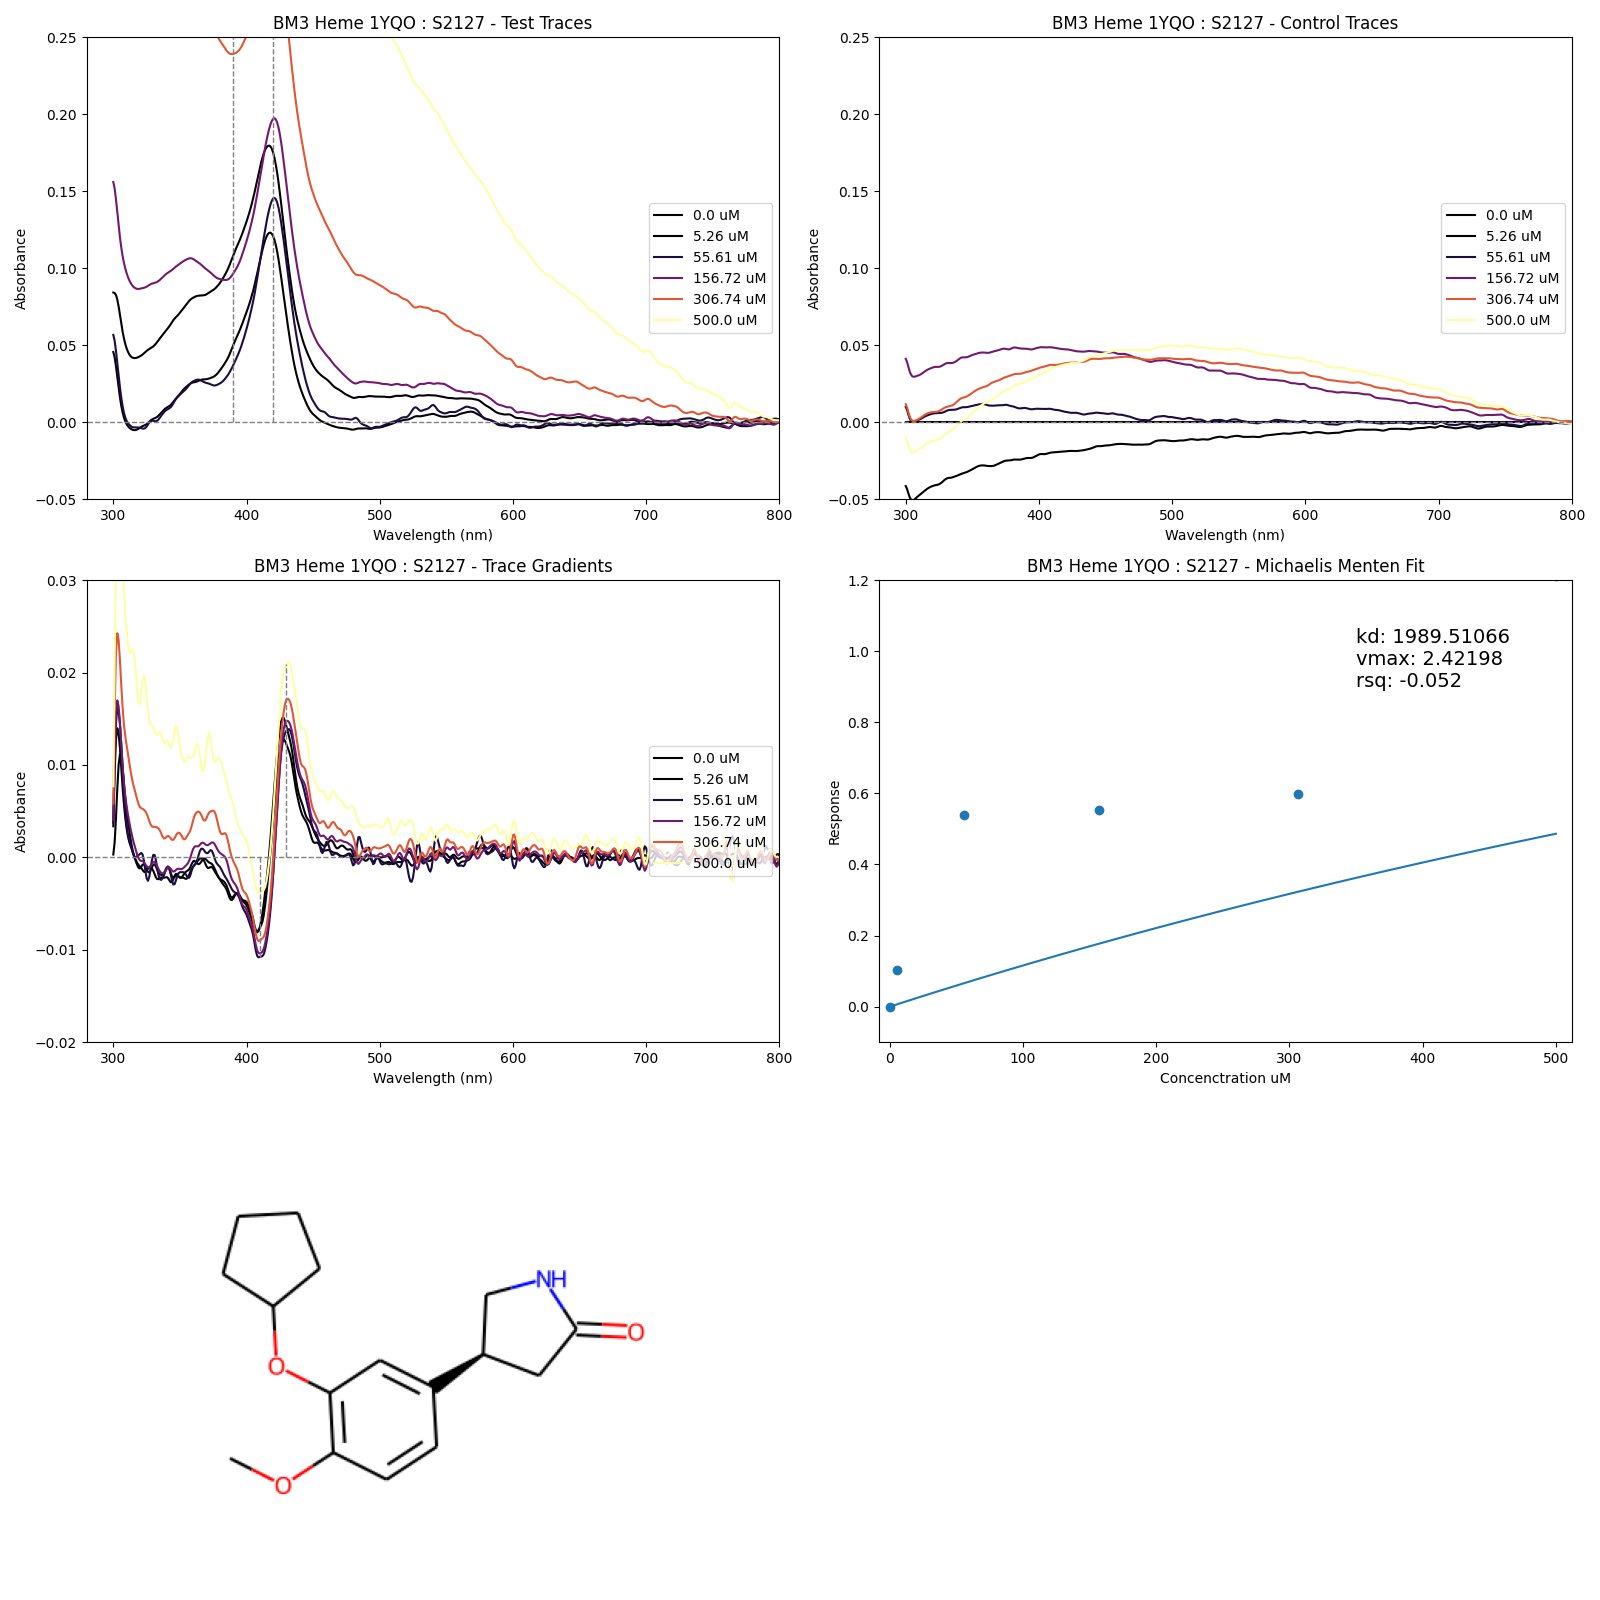 BM3 Heme 1YQO : S2127 - Test Traces
0.25
0.20
0.15
0.10
0.05
0.00
−0.05
Absorbance
0.0 uM
5.26 uM
55.61 uM
156.72 uM
306.74 uM
500.0 uM
300 400 500 600 700 800
Wavelength (nm)
BM3 Heme 1YQO : S2127 - Control Traces
0.25
0.20
0.15
0.10
0.05
0.00
−0.05
Absorbance
0.0 uM
5.26 uM
55.61 uM
156.72 uM
306.74 uM
500.0 uM
300 400 500 600 700 800
Wavelength (nm)
BM3 Heme 1YQO : S2127 - Trace Gradients
0.03
0.02
0.01
0.00
−0.01
−0.02
Absorbance
0.0 uM
5.26 uM
55.61 uM
156.72 uM
306.74 uM
500.0 uM
300 400 500 600 700 800
Wavelength (nm)
BM3 Heme 1YQO : S2127 - Michaelis Menten Fit
1.2
1.0
0.8
0.6
0.4
0.2
0.0
Response
kd: 1989.51066
vmax: 2.42198
rsq: -0.052
0 100 200 300 400 500
Concenctration uM
NH
O
O
O